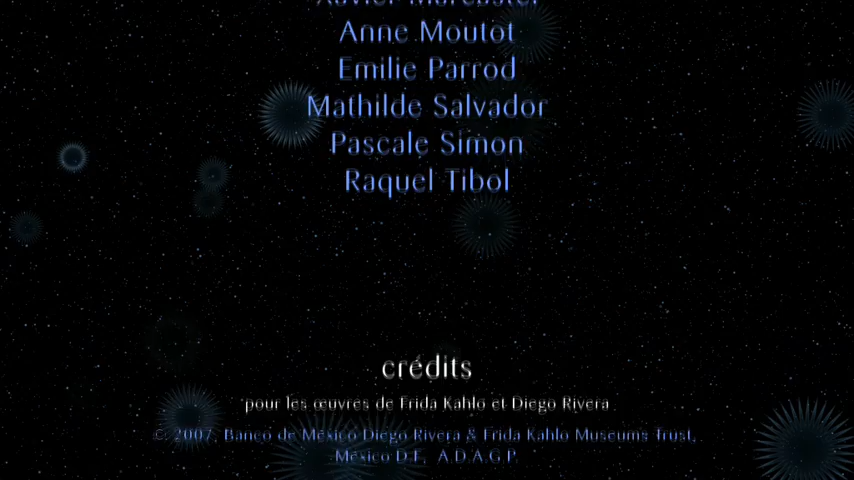 Anne Moutot
Emilie Parrod
Mathilde Salvador
Pascale Simon
Raquel Tibol
crédits
pour les œuvres de Frida Kahlo et Diego Rivera
© 2007, Banco de México Diego Rivera & Frida Kahlo Museums Trust,
México D.F., A.D.A.G.P.